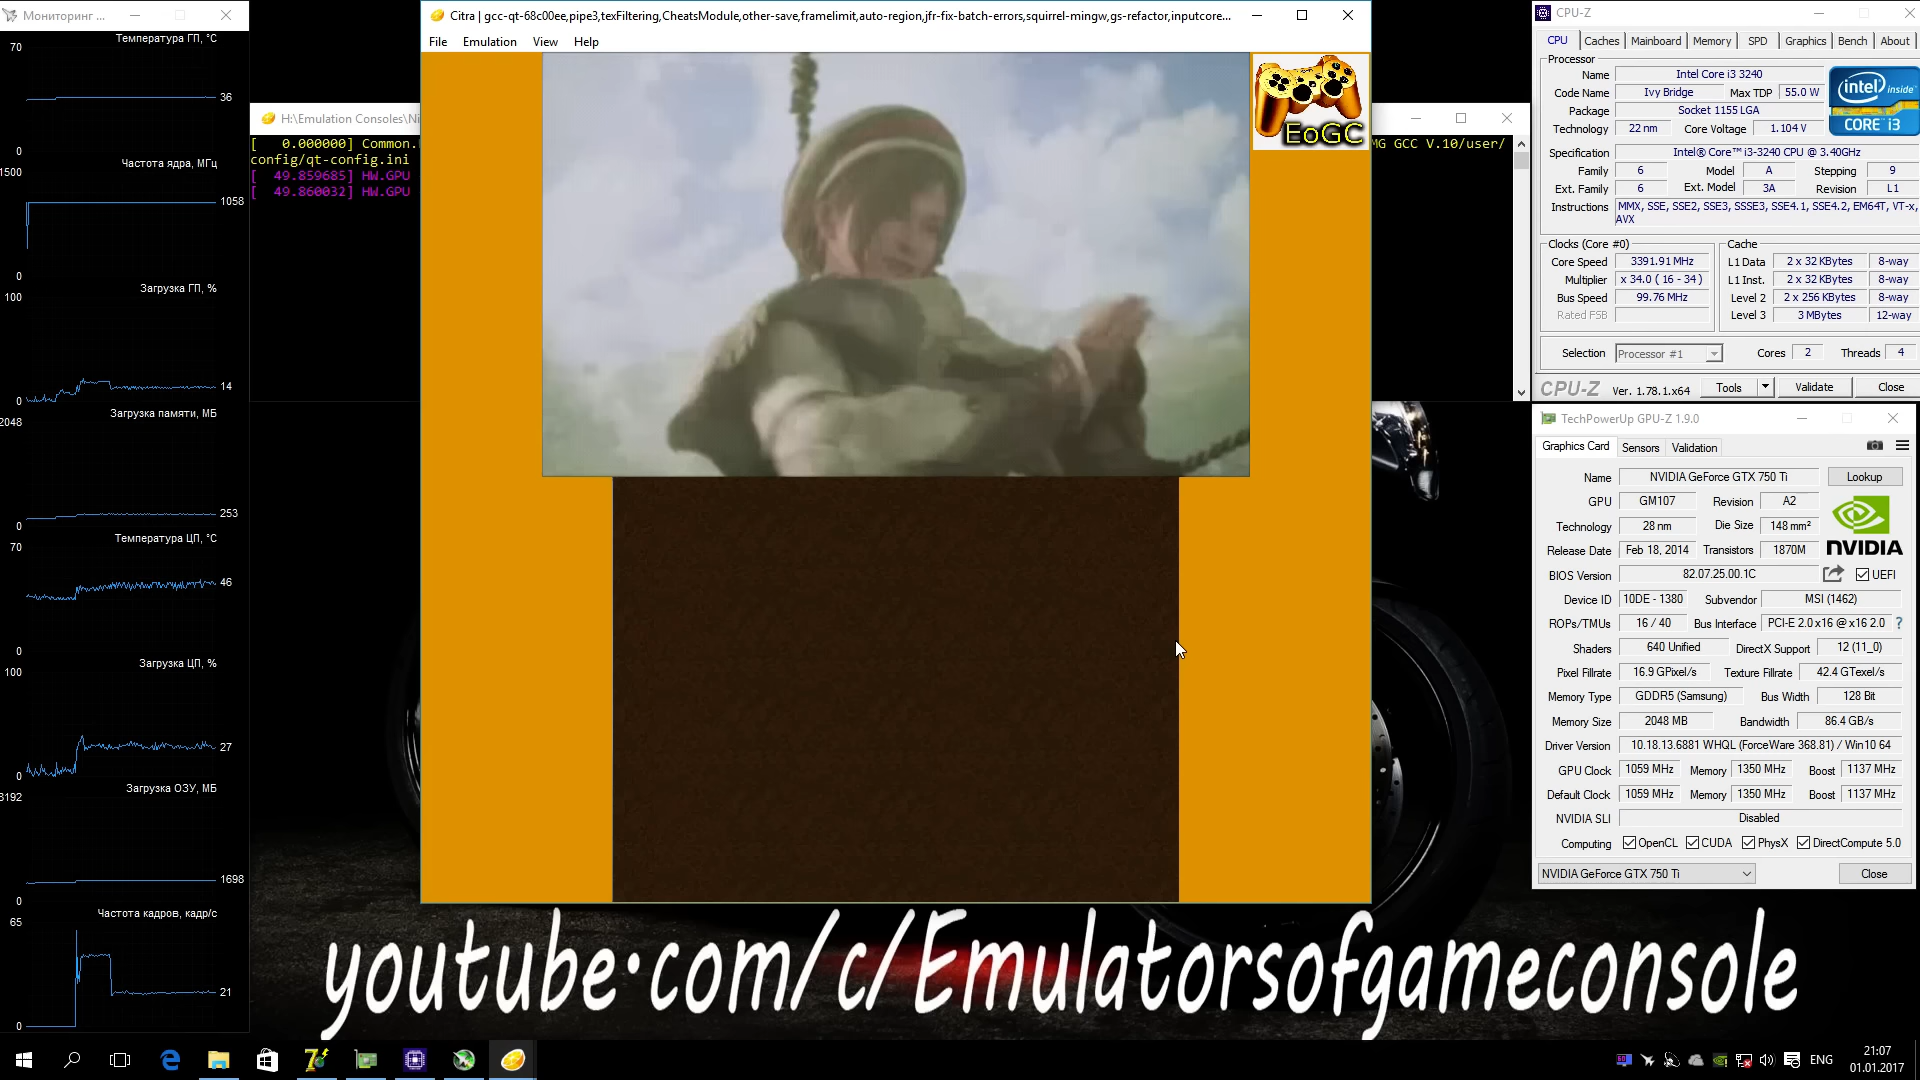 Мониторинг ...
Температура ГП, °C
70
36
0
Частота ядра, МГц
1500
1058
0
Загрузка ГП, %
100
14
0
Загрузка памяти, МБ
2048
253
0
Температура ЦП, °C
70
46
0
Загрузка ЦП, %
100
27
0
Загрузка ОЗУ, МБ
8192
1698
0
Частота кадров, кадр/с
65
21
0
H:\Emulation Consoles\Ni
[   0.000000] Common.
config/qt-config.ini
[  49.859685] HW.GPU
[  49.860032] HW.GPU
MG GCC V.10/user/
Citra | gcc-qt-68c00ee,pipe3,texFiltering,CheatsModule,other-save,framelimit,auto-region,jfr-fix-batch-errors,squirrel-mingw,gs-refactor,inputcore...
File Emulation View Help
EoGC
CPU-Z
CPU Caches Mainboard Memory SPD Graphics Bench About
Processor
Name Intel Core i3 3240
Code Name Ivy Bridge Max TDP 55.0 W
Package Socket 1155 LGA
Technology 22 nm Core Voltage 1.104 V
intel inside™
CORE i3
Specification Intel® Core™ i3-3240 CPU @ 3.40GHz
Family 6 Model A Stepping 9
Ext. Family 6 Ext. Model 3A Revision L1
Instructions MMX, SSE, SSE2, SSE3, SSSE3, SSE4.1, SSE4.2, EM64T, VT-x,
AVX
Clocks (Core #0) Cache
Core Speed 3391.91 MHz L1 Data 2 x 32 KBytes 8-way
Multiplier x 34.0 ( 16 - 34 ) L1 Inst. 2 x 32 KBytes 8-way
Bus Speed 99.76 MHz Level 2 2 x 256 KBytes 8-way
Rated FSB Level 3 3 MBytes 12-way
Selection Processor #1 Cores 2 Threads 4
CPU-Z Ver. 1.78.1.x64 Tools Validate Close
TechPowerUp GPU-Z 1.9.0
Graphics Card Sensors Validation
Name NVIDIA GeForce GTX 750 Ti Lookup
GPU GM107 Revision A2
Technology 28 nm Die Size 148 mm²
Release Date Feb 18, 2014 Transistors 1870M
NVIDIA
BIOS Version 82.07.25.00.1C UEFI
Device ID 10DE - 1380 Subvendor MSI (1462)
ROPs/TMUs 16 / 40 Bus Interface PCI-E 2.0 x16 @ x16 2.0 ?
Shaders 640 Unified DirectX Support 12 (11_0)
Pixel Fillrate 16.9 GPixel/s Texture Fillrate 42.4 GTexel/s
Memory Type GDDR5 (Samsung) Bus Width 128 Bit
Memory Size 2048 MB Bandwidth 86.4 GB/s
Driver Version 10.18.13.6881 WHQL (ForceWare 368.81) / Win10 64
GPU Clock 1059 MHz Memory 1350 MHz Boost 1137 MHz
Default Clock 1059 MHz Memory 1350 MHz Boost 1137 MHz
NVIDIA SLI Disabled
Computing OpenCL CUDA PhysX DirectCompute 5.0
NVIDIA GeForce GTX 750 Ti Close
youtube.com/c/Emulatorsofgameconsole
ENG
21:07
01.01.2017